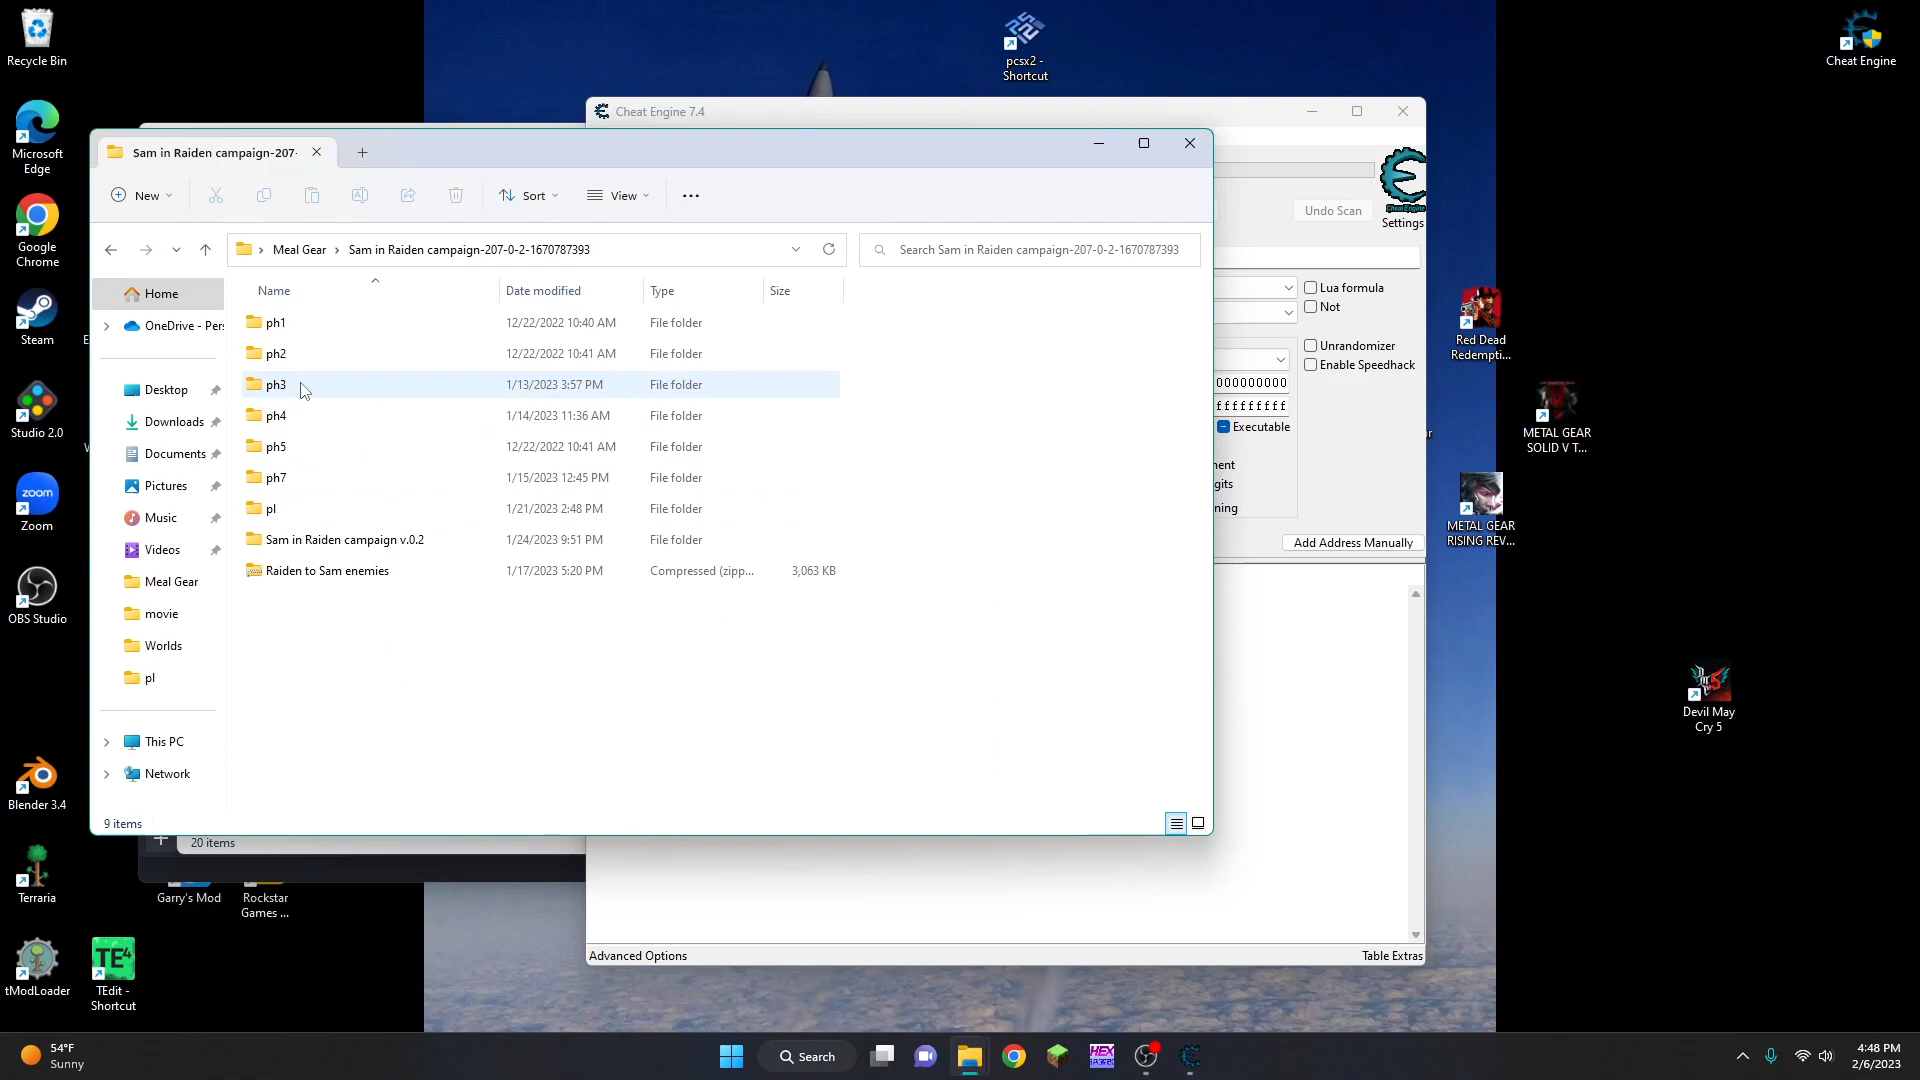 Recycle Bin
Microsoft
Edge
Google
Chrome
Steam
Studio 2.0
Zoom
OBS Studio
Blender 3.4
Terraria
tModLoader
TEdit -
Shortcut
Garry's Mod
Rockstar
Games ...
pcsx2 -
Shortcut
Cheat Engine
Red Dead
Redempti...
METAL GEAR
SOLID V T...
METAL GEAR
RISING REV...
Devil May
Cry 5
Cheat Engine 7.4
Undo Scan
Settings
Lua formula
Not
Unrandomizer
Enable Speedhack
000000000
fffffffff
Executable
Add Address Manually
Advanced Options
Table Extras
Sam in Raiden campaign-207-
New
Sort
View
Meal Gear > Sam in Raiden campaign-207-0-2-1670787393
Search Sam in Raiden campaign-207-0-2-1670787393
Home
OneDrive - Pers
Desktop
Downloads
Documents
Pictures
Music
Videos
Meal Gear
movie
Worlds
pl
This PC
Network
Name Date modified Type Size
ph1 12/22/2022 10:40 AM File folder
ph2 12/22/2022 10:41 AM File folder
ph3 1/13/2023 3:57 PM File folder
ph4 1/14/2023 11:36 AM File folder
ph5 12/22/2022 10:41 AM File folder
ph7 1/15/2023 12:45 PM File folder
pl 1/21/2023 2:48 PM File folder
Sam in Raiden campaign v.0.2 1/24/2023 9:51 PM File folder
Raiden to Sam enemies 1/17/2023 5:20 PM Compressed (zipp... 3,063 KB
9 items
20 items
54°F
Sunny
Search
4:48 PM
2/6/2023